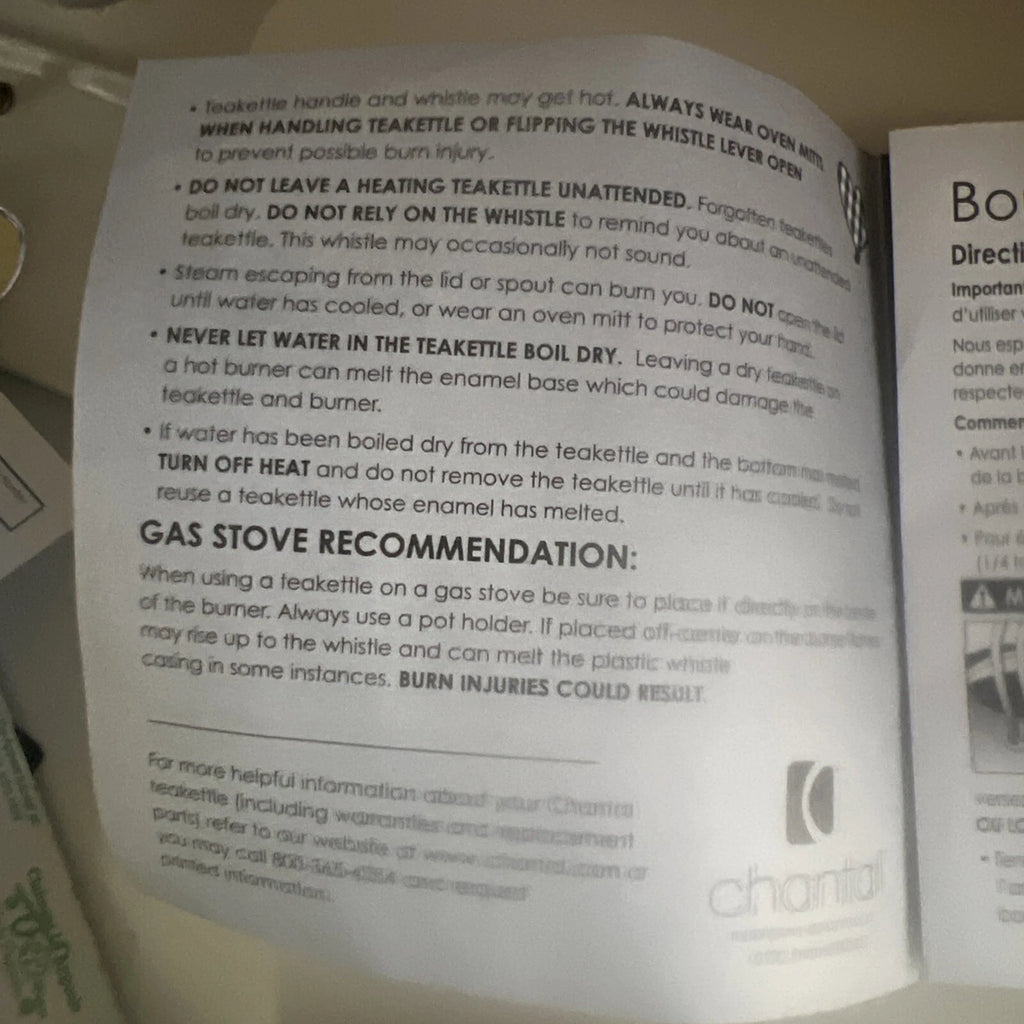 • Teakettle handle and whistle may get hot. ALWAYS WEAR OVEN MITTS
WHEN HANDLING TEAKETTLE OR FLIPPING THE WHISTLE LEVER OPEN
to prevent possible burn injury.
• DO NOT LEAVE A HEATING TEAKETTLE UNATTENDED. Forgotten teakettles
boil dry. DO NOT RELY ON THE WHISTLE to remind you about an unattended
teakettle. This whistle may occasionally not sound.
• Steam escaping from the lid or spout can burn you. DO NOT open the lid
until water has cooled, or wear an oven mitt to protect your hand.
• NEVER LET WATER IN THE TEAKETTLE BOIL DRY. Leaving a dry teakettle on
a hot burner can melt the enamel base which could damage the
teakettle and burner.
• If water has been boiled dry from the teakettle and the bottom has melted
TURN OFF HEAT and do not remove the teakettle until it has cooled. Do not
reuse a teakettle whose enamel has melted.
GAS STOVE RECOMMENDATION:
When using a teakettle on a gas stove be sure to place it directly
of the burner. Always use a pot holder. If placed off-center on the
may rise up to the whistle and can melt the plastic whistle
casing in some instances. BURN INJURIES COULD RESULT.
For more helpful information about your Chantal
teakettle (including warranties and replacement
parts) refer to our website at www.chantal.com or
you may call and request
printed information.
chantal
Bo
Directi
Important
d'utiliser
Nous esp
donne en
respecte
Commen
• Avant l
de la b
• Après
• Pour é
(1/4 to
M